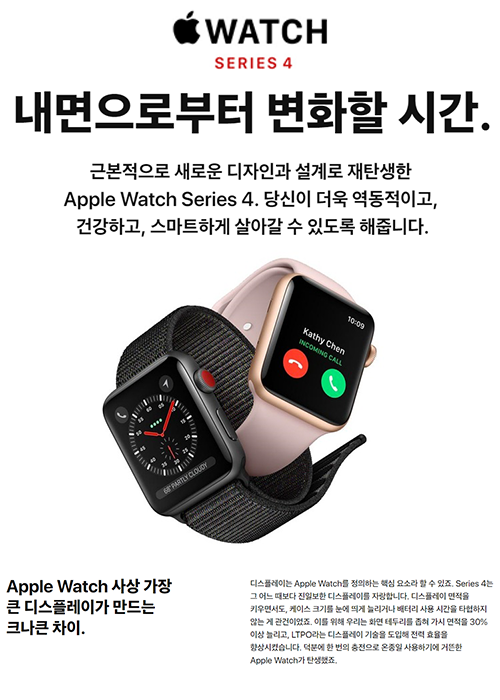 WATCH
SERIES 4
내면으로부터 변화할 시간.
근본적으로 새로운 디자인과 설계로 재탄생한
Apple Watch Series 4. 당신이 더욱 역동적이고,
건강하고, 스마트하게 살아갈 수 있도록 해줍니다.
10:09
Kathy Chen
INCOMING CALL
68° PARTLY CLOUDY
Apple Watch 사상 가장
큰 디스플레이가 만드는
크나큰 차이.
디스플레이는 Apple Watch를 정의하는 핵심 요소라 할 수 있죠. Series 4는
그 어느 때보다 진일보한 디스플레이를 자랑합니다. 디스플레이 면적을
키우면서도, 케이스 크기를 눈에 띄게 늘리거나 배터리 사용 시간을 타협하지
않는 게 관건이었죠. 이를 위해 우리는 화면 테두리를 좁혀 가시 면적을 30%
이상 늘리고, LTPO라는 디스플레이 기술을 도입해 전력 효율을
향상시켰습니다. 덕분에 한 번의 충전으로 온종일 사용하기에 거뜬한
Apple Watch가 탄생했죠.